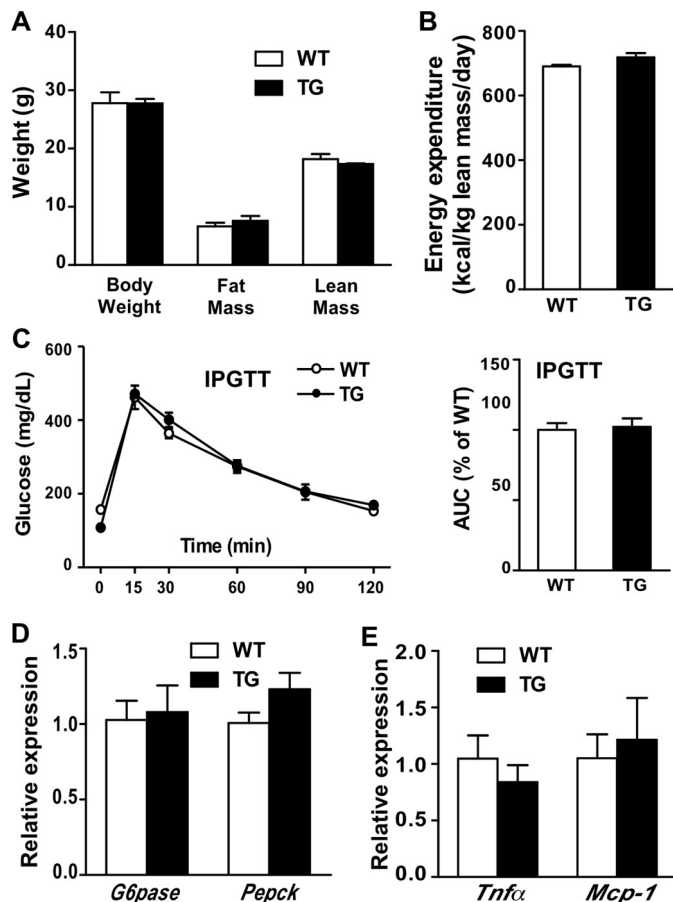 A
Weight (g)
30
20
10
0
WT
TG
Body
Weight
Fat
Mass
Lean
Mass
B
Energy expenditure
(kcal/kg lean mass/day)
800
600
400
200
0
WT
TG
C
Glucose (mg/dL)
600
400
200
0
IPGTT
WT
TG
Time (min)
0 15 30 60 90 120
AUC (% of WT)
150
100
50
0
IPGTT
WT
TG
D
Relative expression
1.5
1.0
0.5
0.0
WT
TG
G6pase
Pepck
E
Relative expression
2.0
1.5
1.0
0.5
0.0
WT
TG
Tnfα
Mcp-1